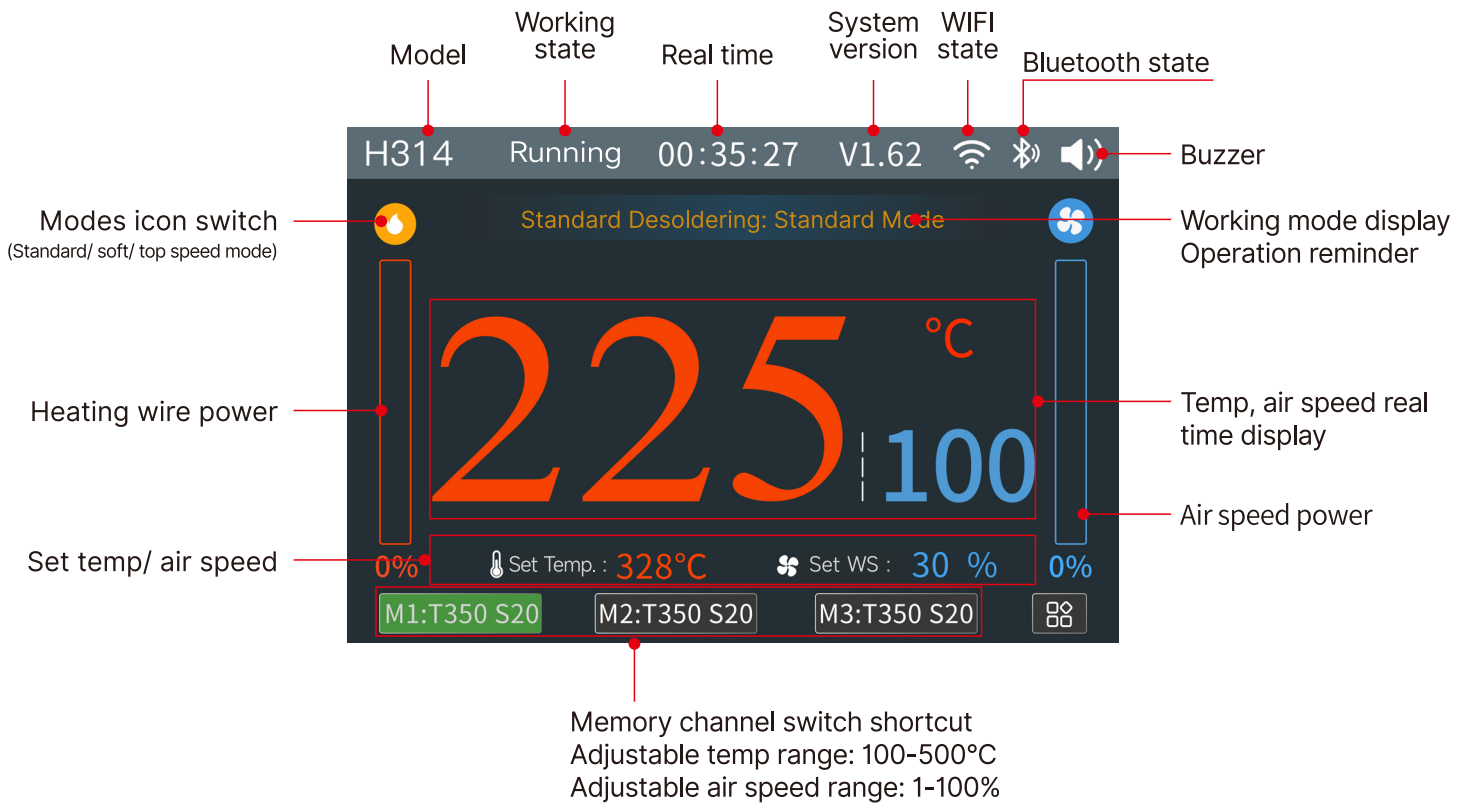 Model
Working
state
Real time
System
version
WIFI
state
Bluetooth state
H314
Running
00:35:27
V1.62
Buzzer
Modes icon switch
(Standard/ soft/ top speed mode)
Standard Desoldering: Standard Mode
Working mode display
Operation reminder
225
°C
100
Heating wire power
Temp, air speed real
time display
Air speed power
Set temp/ air speed
0%
Set Temp. : 328°C
Set WS : 30 %
0%
M1:T350 S20
M2:T350 S20
M3:T350 S20
Memory channel switch shortcut
Adjustable temp range: 100-500°C
Adjustable air speed range: 1-100%